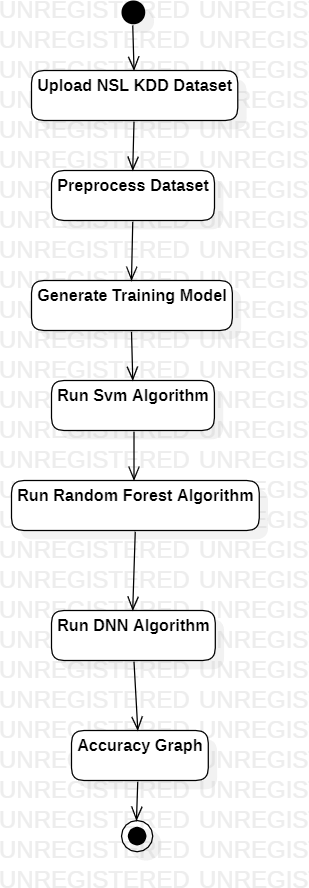 Upload NSL KDD Dataset
Preprocess Dataset
Generate Training Model
Run Svm Algorithm
Run Random Forest Algorithm
Run DNN Algorithm
Accuracy Graph